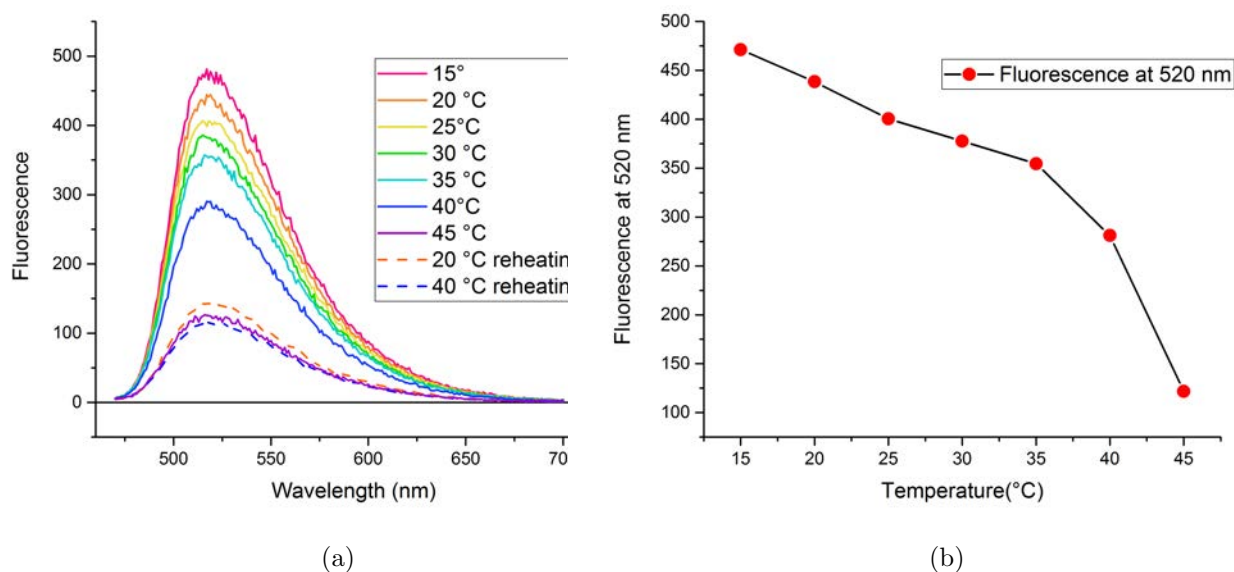 500
400
300
200
100
0
Fluorescence
15°
20 °C
25°C
30 °C
35 °C
40°C
45 °C
20 °C reheatin
40 °C reheatin
500 550 600 650 70
Wavelength (nm)
(a)
500
450
400
350
300
250
200
150
100
Fluorescence at 520 nm
Fluorescence at 520 nm
15 20 25 30 35 40 45
Temperature(°C)
(b)